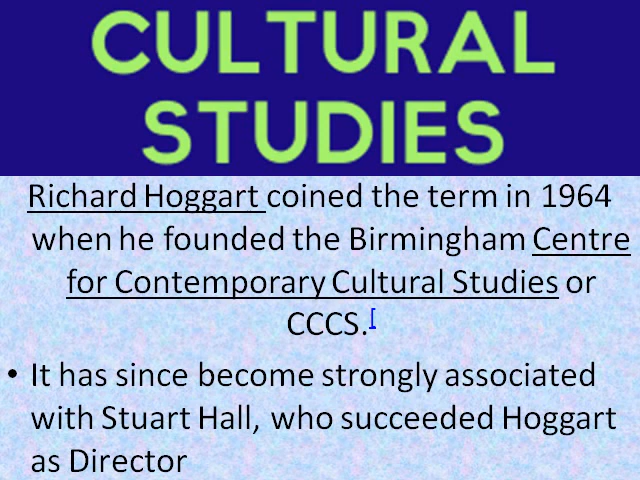 CULTURAL
STUDIES
Richard Hoggart coined the term in 1964
when he founded the Birmingham Centre
for Contemporary Cultural Studies or
CCCS.[
• It has since become strongly associated
with Stuart Hall, who succeeded Hoggart
as Director